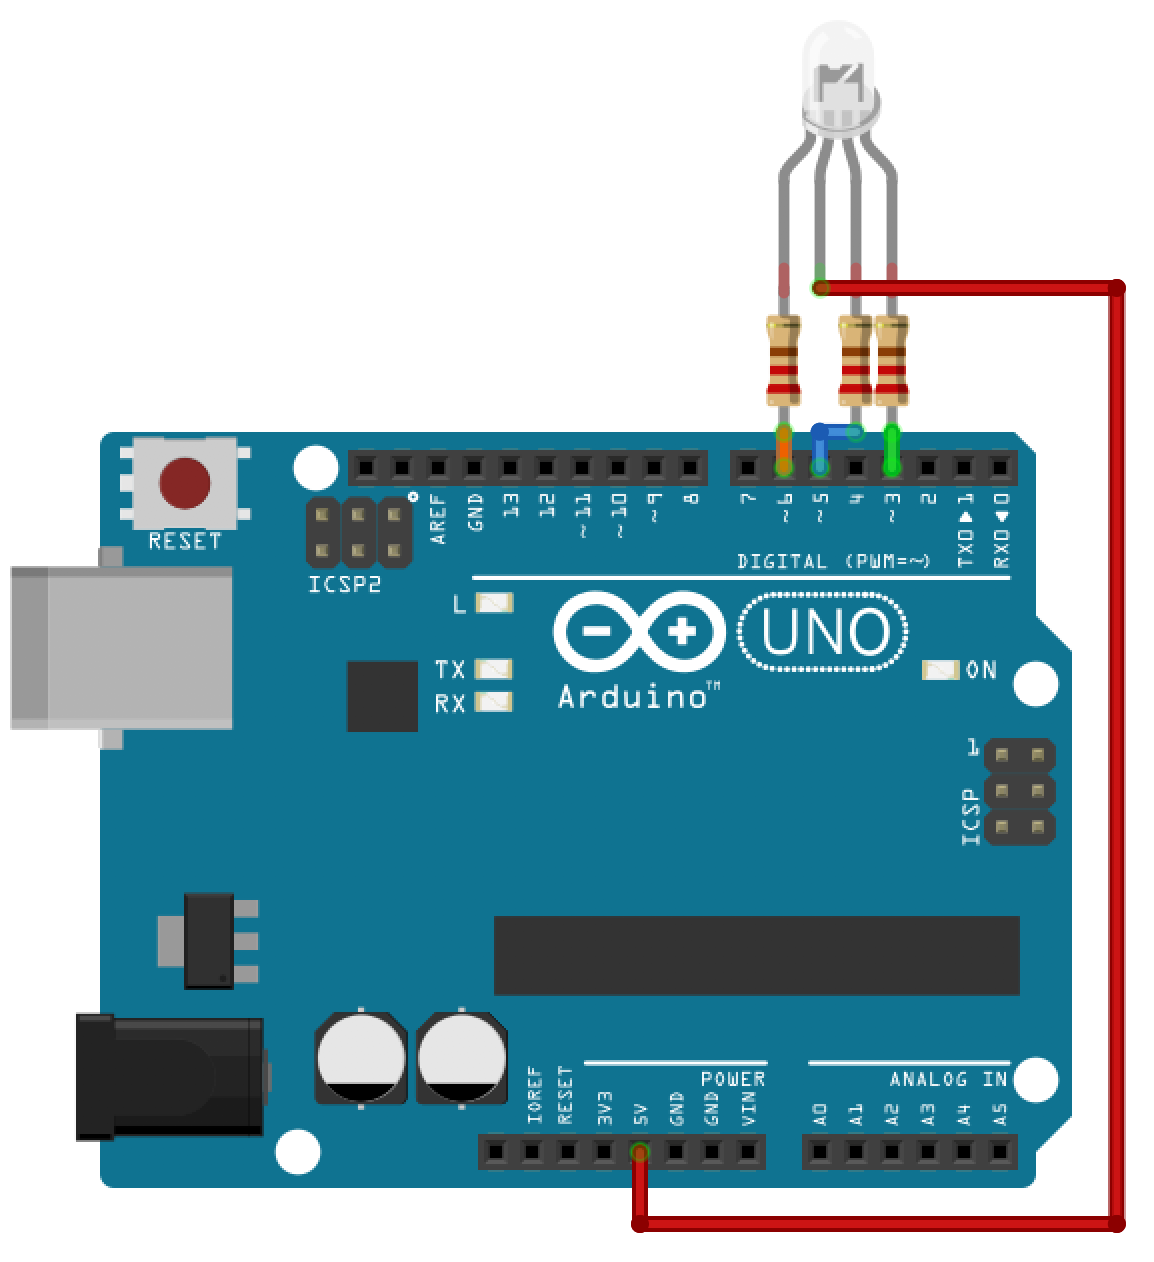 RESET
ICSP2
AREF
GND
13
12
~11
~10
~9
8
7
~6
~5
4
~3
2
TX0▶1
RX0◀0
DIGITAL (PWM=~)
L
TX
RX
Arduino™
UNO
ON
1
ICSP
IOREF
RESET
3V3
5V
GND
GND
VIN
POWER
ANALOG IN
A0
A1
A2
A3
A4
A5